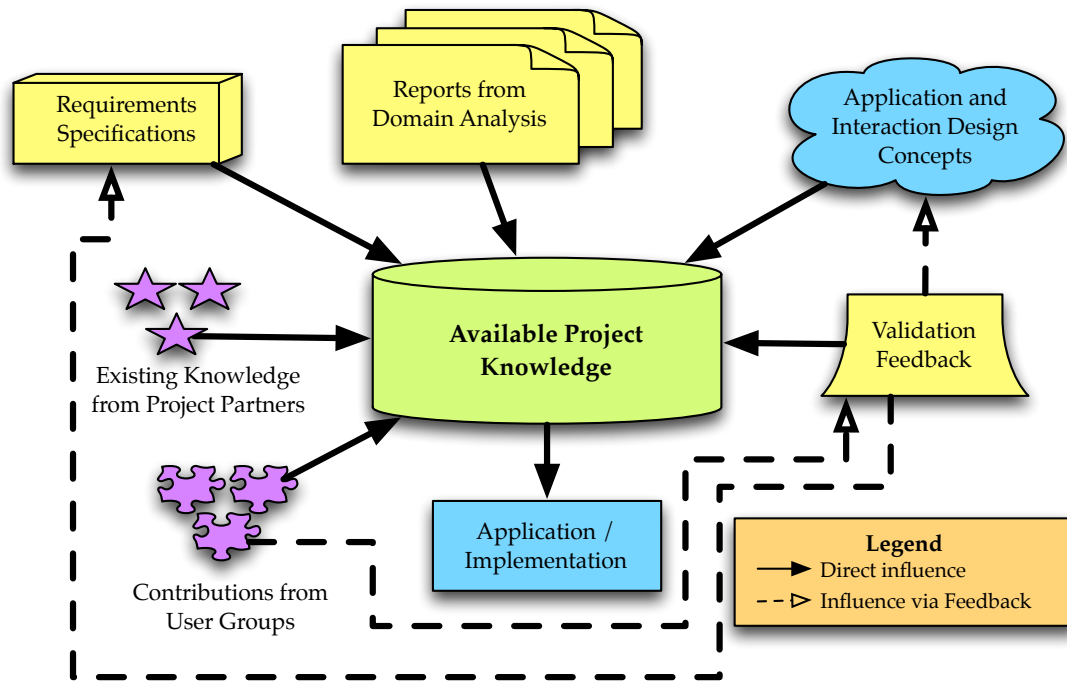 Requirements
Specifications
Reports from
Domain Analysis
Application and
Interaction Design
Concepts
Available Project
Knowledge
Validation
Feedback
Existing Knowledge
from Project Partners
Contributions from
User Groups
Application /
Implementation
Legend
Direct influence
Influence via Feedback